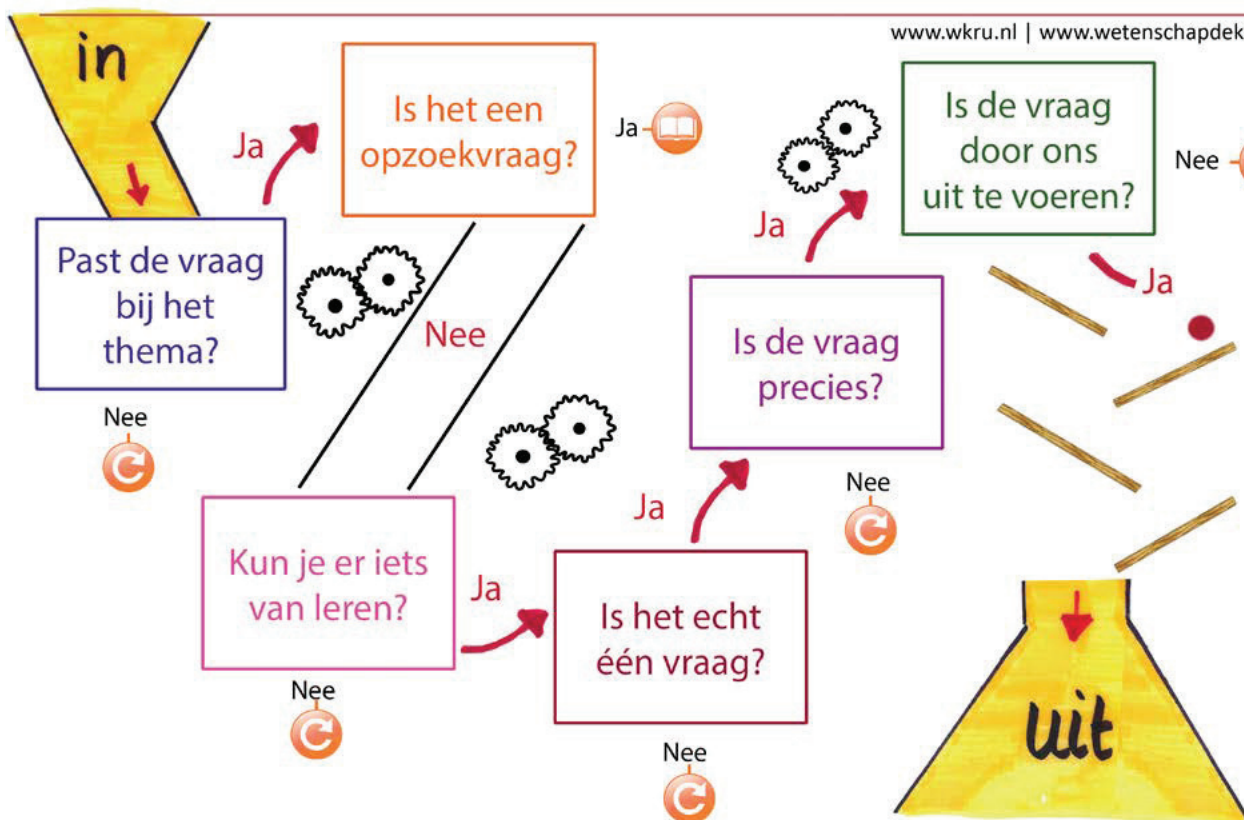 www.wkru.nl | www.wetenschapdek
in
Past de vraag
bij het
thema?
Nee
Ja
Is het een
opzoekvraag?
Ja
Nee
Kun je er iets
van leren?
Nee
Ja
Is het echt
één vraag?
Nee
Ja
Is de vraag
precies?
Nee
Ja
Is de vraag
door ons
uit te voeren?
Nee
Ja
uit